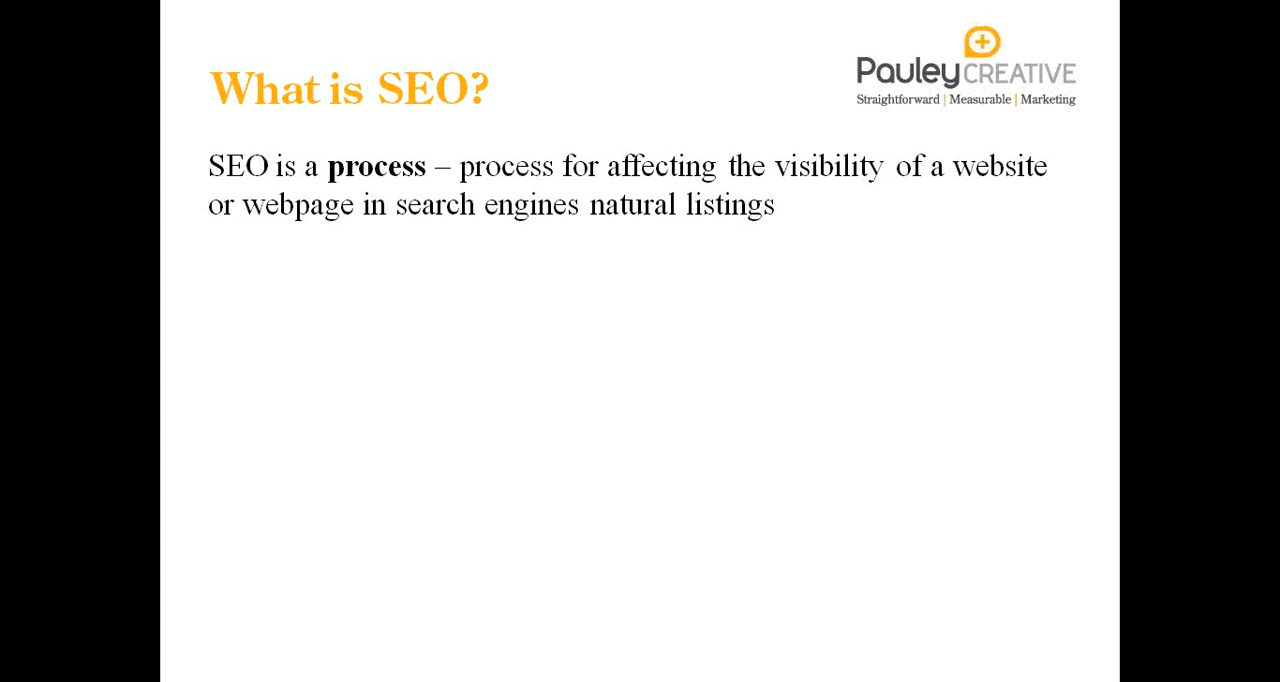 What is SEO?
Pauley CREATIVE
Straightforward | Measurable | Marketing
SEO is a process – process for affecting the visibility of a website
or webpage in search engines natural listings